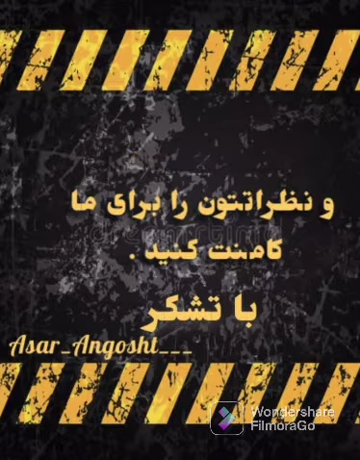 و نظراتتون را برای ما
کامنت کنید .
با تشکر
Asar_Angosht___
Wondershare
FilmoraGo